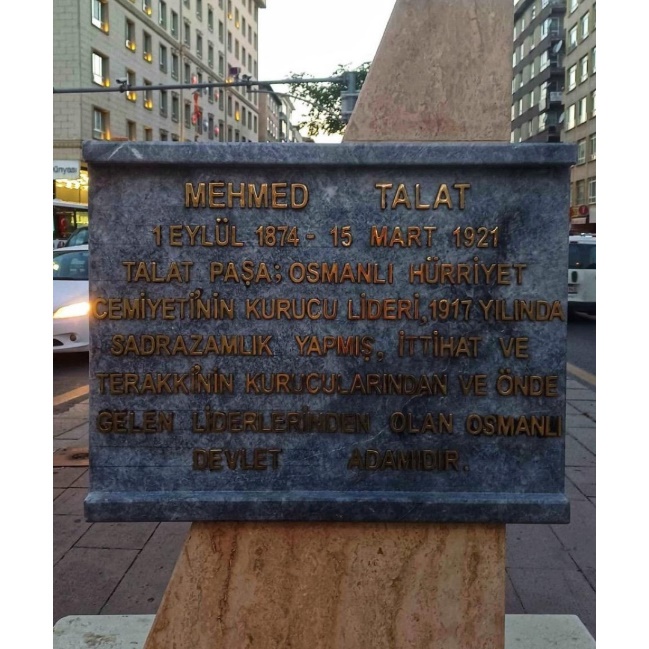 MEHMED TALAT
1 EYLÜL 1874 - 15 MART 1921
TALAT PAŞA; OSMANLI HÜRRİYET
CEMİYETİ'NİN KURUCU LİDERİ, 1917 YILINDA
SADRAZAMLIK YAPMIŞ, İTTİHAT VE
TERAKKİ'NİN KURUCULARINDAN VE ÖNDE
GELEN LİDERLERİNDEN OLAN OSMANLI
DEVLET ADAMIDIR.